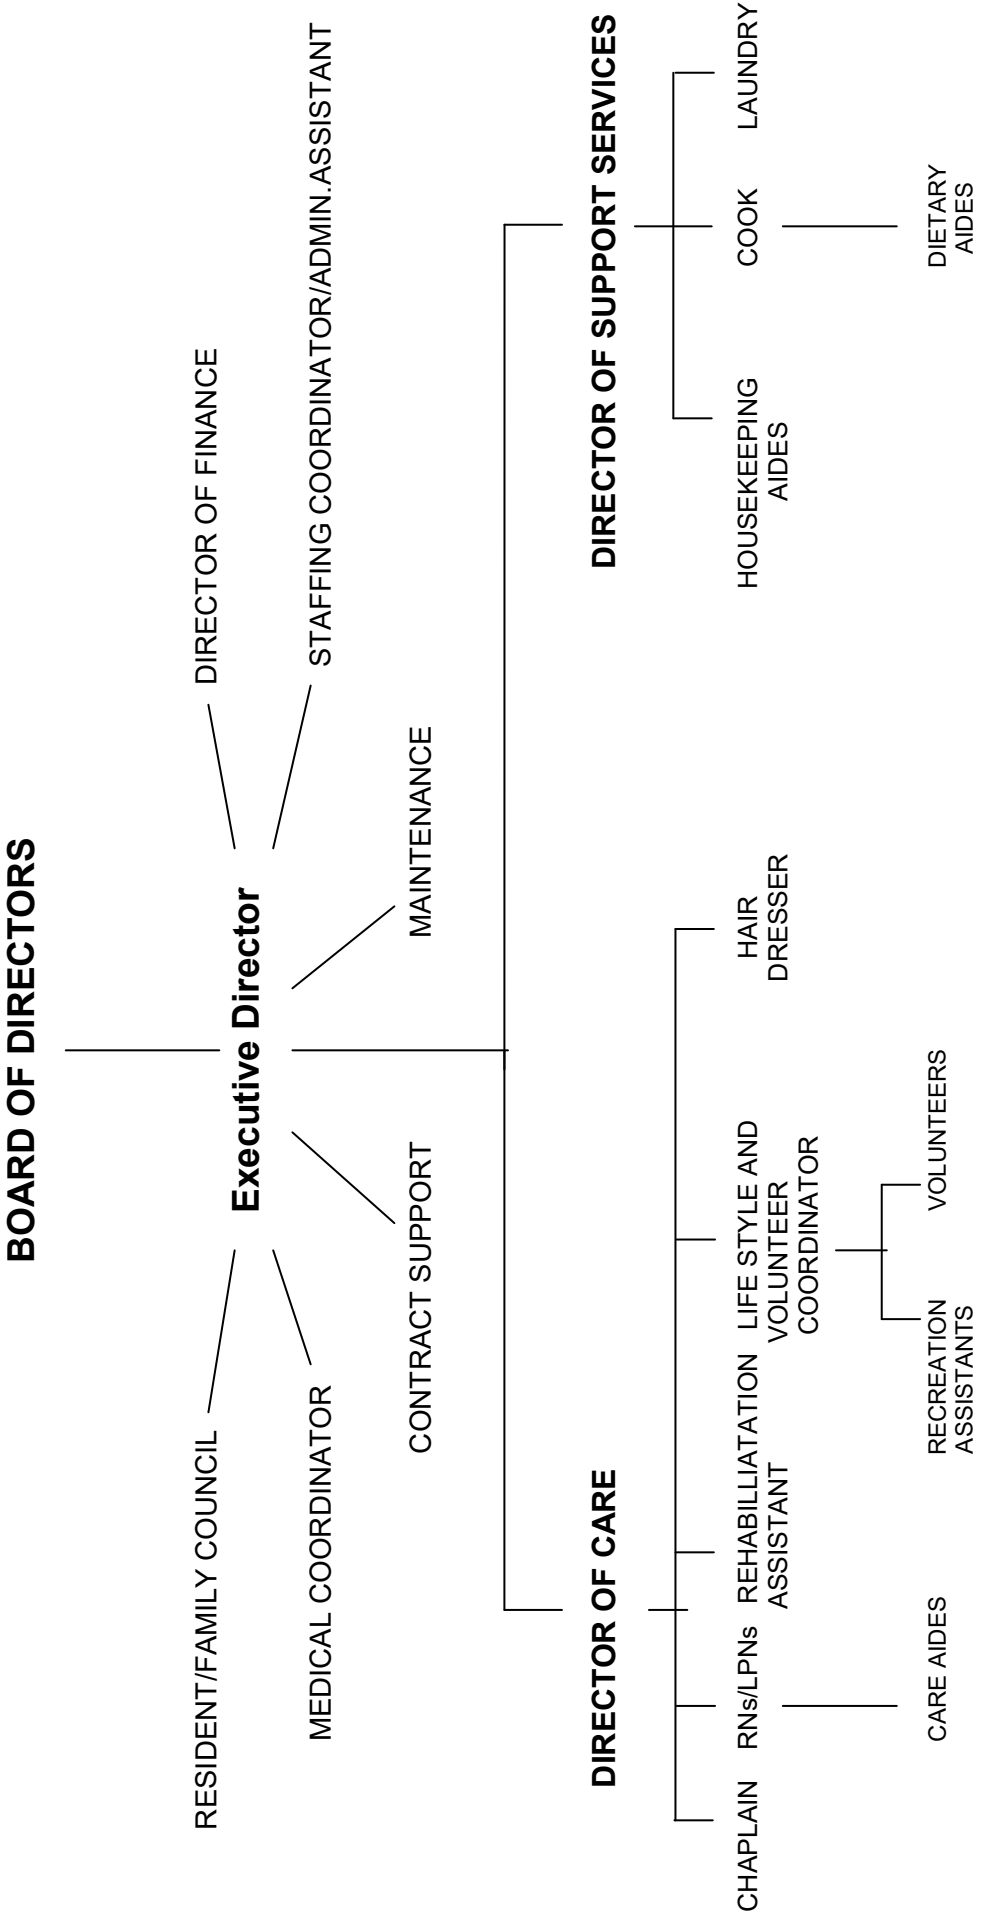 BOARD OF DIRECTORS
Executive Director
RESIDENT/FAMILY COUNCIL
DIRECTOR OF FINANCE
MEDICAL COORDINATOR
STAFFING COORDINATOR/ADMIN.ASSISTANT
CONTRACT SUPPORT
MAINTENANCE
DIRECTOR OF CARE
DIRECTOR OF SUPPORT SERVICES
CHAPLAIN
RNs/LPNs
REHABILLIATATION
ASSISTANT
LIFE STYLE AND
VOLUNTEER
COORDINATOR
HAIR
DRESSER
HOUSEKEEPING
AIDES
COOK
LAUNDRY
CARE AIDES
RECREATION
ASSISTANTS
VOLUNTEERS
DIETARY
AIDES